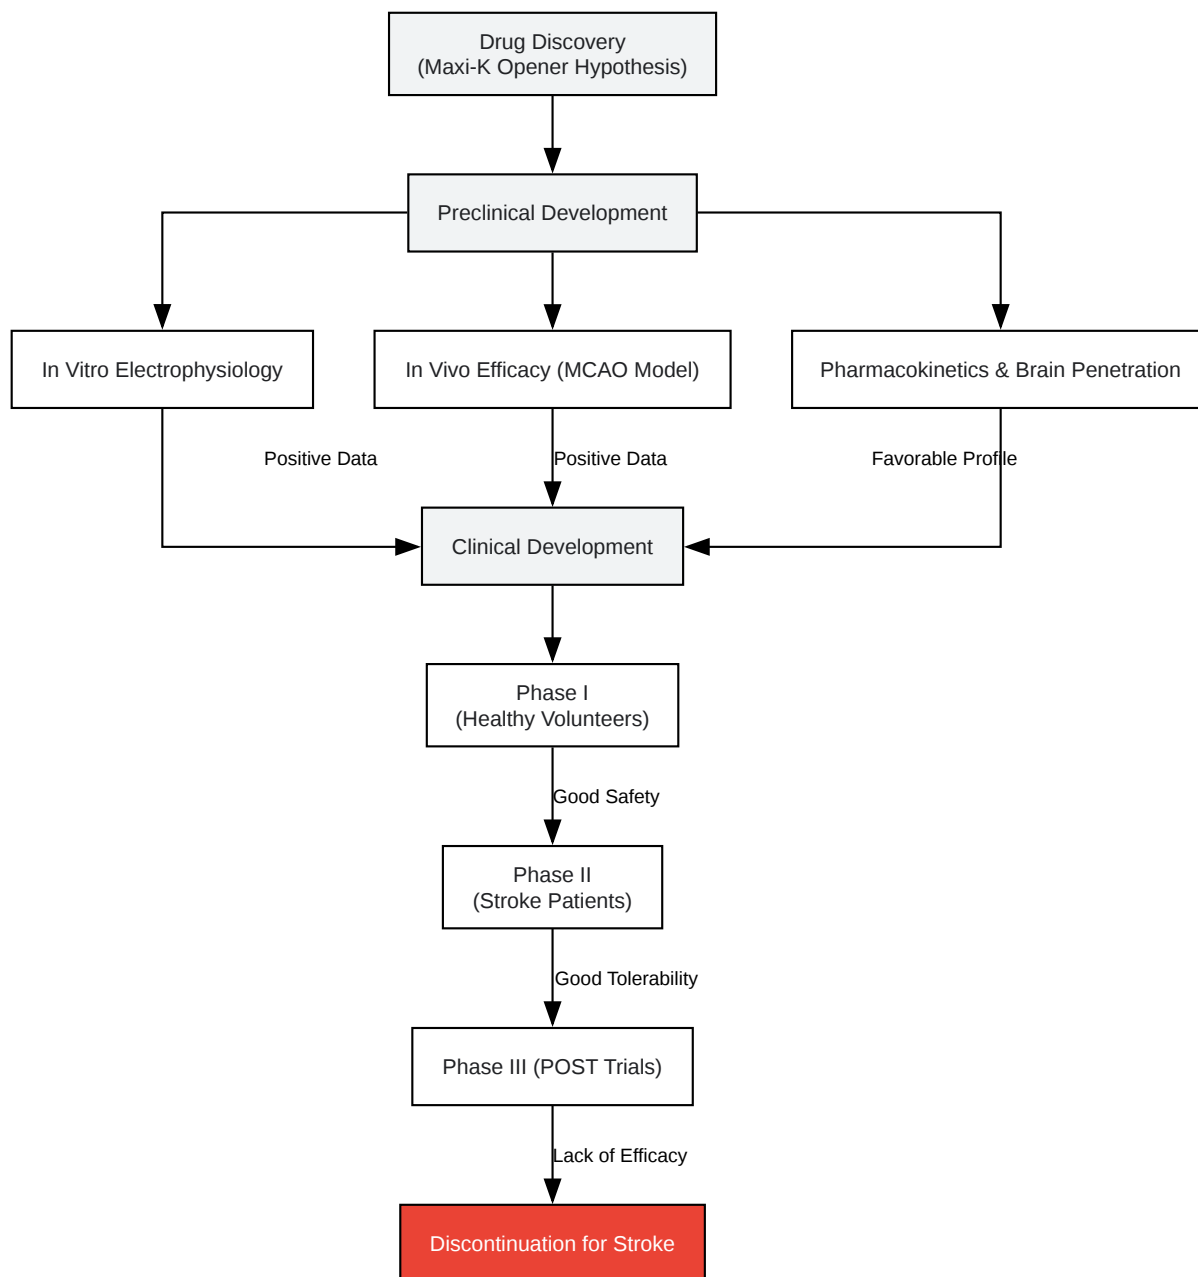 Drug Discovery
(Maxi-K Opener Hypothesis)
Preclinical Development
In Vitro Electrophysiology
In Vivo Efficacy (MCAO Model)
Pharmacokinetics & Brain Penetration
Positive Data
Positive Data
Favorable Profile
Clinical Development
Phase I
(Healthy Volunteers)
Good Safety
Phase II
(Stroke Patients)
Good Tolerability
Phase III (POST Trials)
Lack of Efficacy
Discontinuation for Stroke